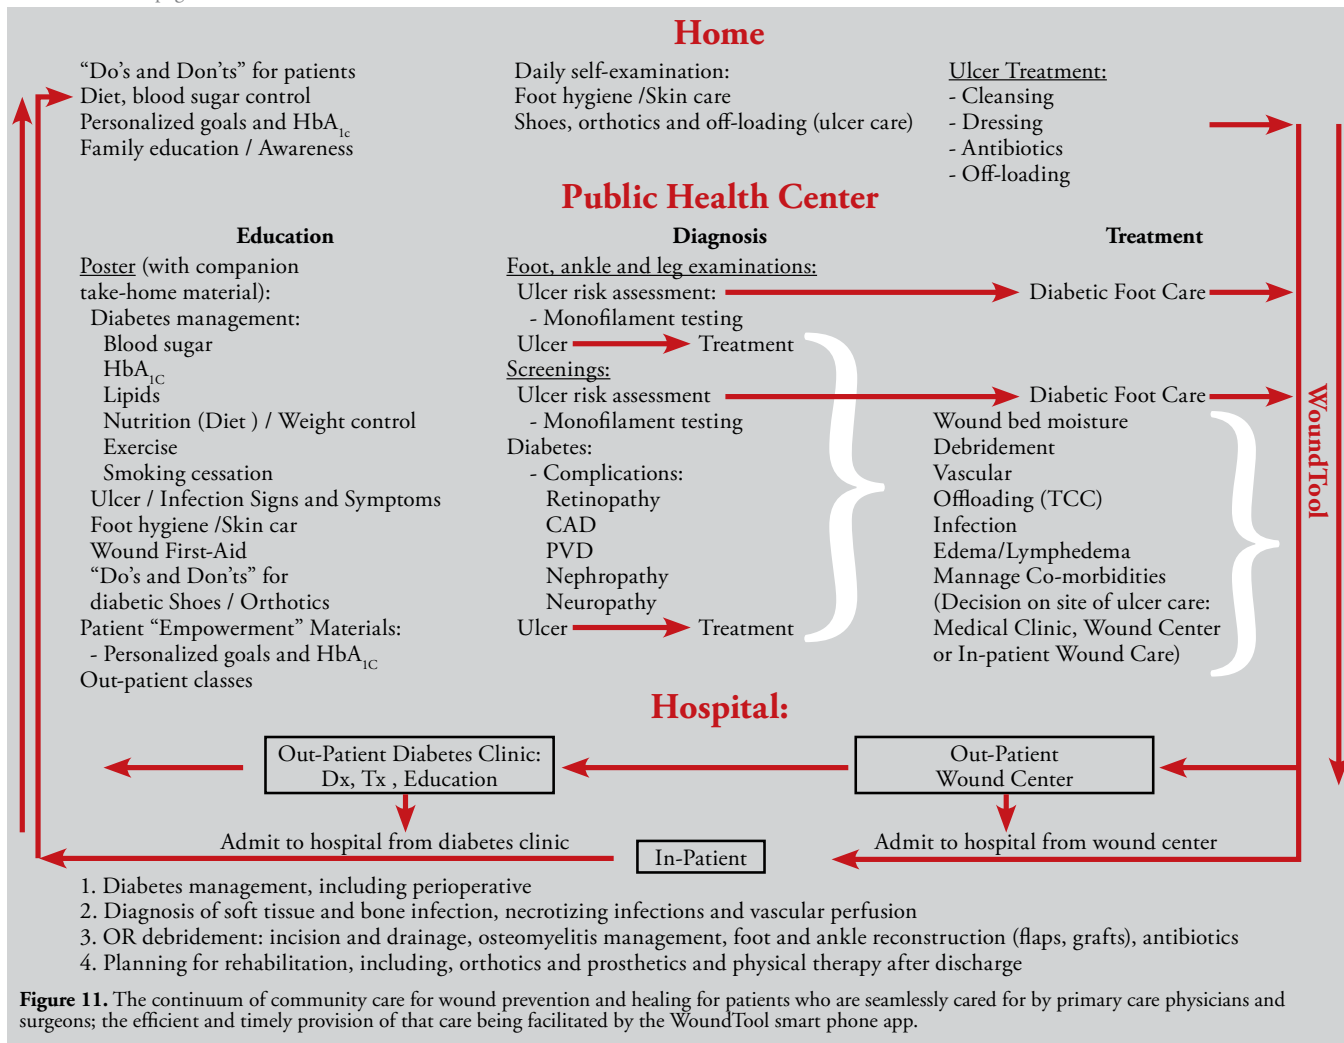 Home
“Do's and Don'ts” for patients
Diet, blood sugar control
Personalized goals and HbA1c
Family education / Awareness
Daily self-examination:
Foot hygiene /Skin care
Shoes, orthotics and off-loading (ulcer care)
Ulcer Treatment:
- Cleansing
- Dressing
- Antibiotics
- Off-loading
Public Health Center
Education
Poster (with companion
take-home material):
Diabetes management:
Blood sugar
HbA1C
Lipids
Nutrition (Diet ) / Weight control
Exercise
Smoking cessation
Ulcer / Infection Signs and Symptoms
Foot hygiene /Skin car
Wound First-Aid
“Do's and Don'ts” for
diabetic Shoes / Orthotics
Patient “Empowerment” Materials:
- Personalized goals and HbA1C
Out-patient classes
Diagnosis
Foot, ankle and leg examinations:
Ulcer risk assessment:
- Monofilament testing
Ulcer Treatment
Screenings:
Ulcer risk assessment
- Monofilament testing
Diabetes:
- Complications:
Retinopathy
CAD
PVD
Nephropathy
Neuropathy
Ulcer Treatment
Treatment
Diabetic Foot Care
Diabetic Foot Care
Wound bed moisture
Debridement
Vascular
Offloading (TCC)
Infection
Edema/Lymphedema
Mannage Co-morbidities
(Decision on site of ulcer care:
Medical Clinic, Wound Center
or In-patient Wound Care)
WoundTool
Hospital:
Out-Patient Diabetes Clinic:
Dx, Tx , Education
Out-Patient
Wound Center
Admit to hospital from diabetes clinic
In-Patient
Admit to hospital from wound center
1. Diabetes management, including perioperative
2. Diagnosis of soft tissue and bone infection, necrotizing infections and vascular perfusion
3. OR debridement: incision and drainage, osteomyelitis management, foot and ankle reconstruction (flaps, grafts), antibiotics
4. Planning for rehabilitation, including, orthotics and prosthetics and physical therapy after discharge
Figure 11. The continuum of community care for wound prevention and healing for patients who are seamlessly cared for by primary care physicians and
surgeons; the efficient and timely provision of that care being facilitated by the WoundTool smart phone app.